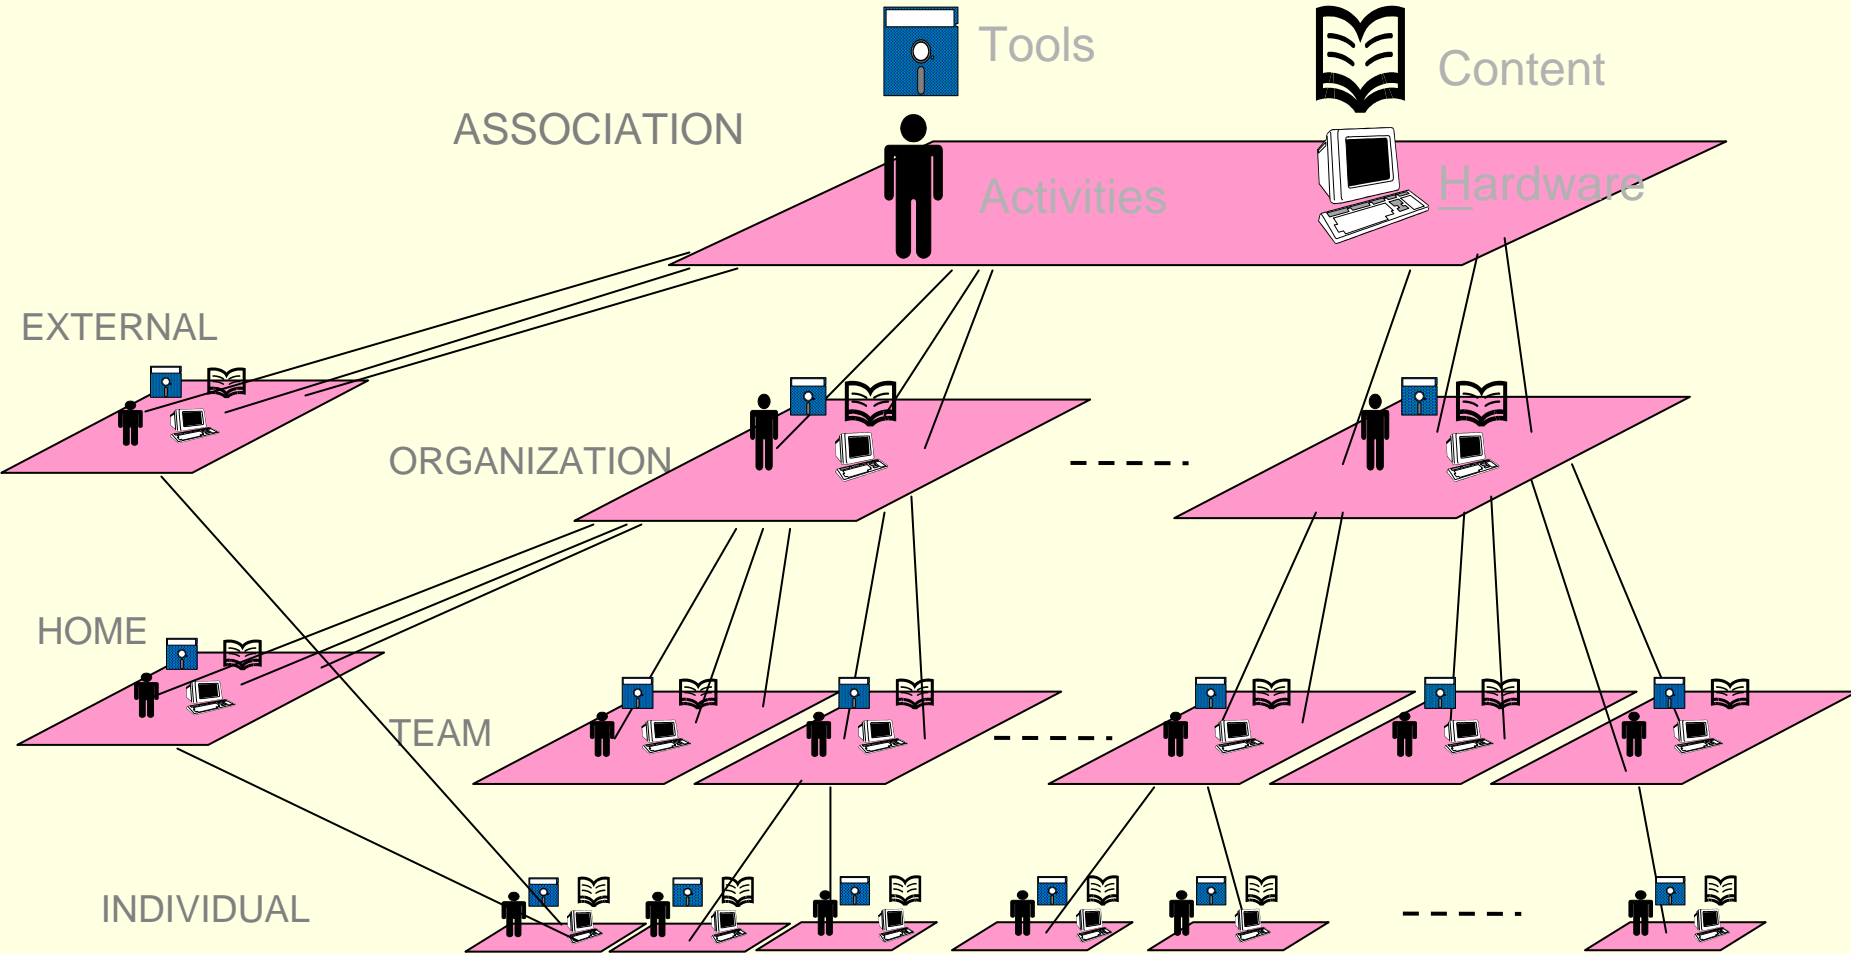 Tools
Content
ASSOCIATION
Activities
Hardware
EXTERNAL
ORGANIZATION
HOME
TEAM
INDIVIDUAL